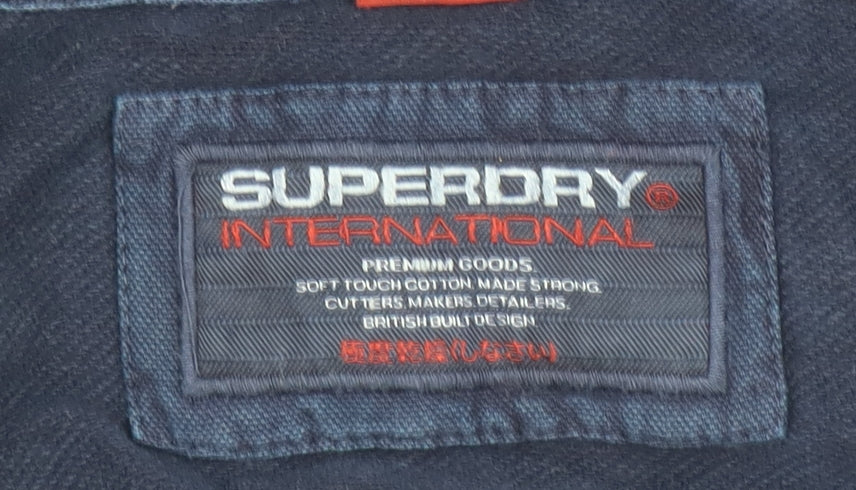 SUPERDRY®
INTERNATIONAL
PREMIUM GOODS.
SOFT TOUCH COTTON. MADE STRONG.
CUTTERS. MAKERS. DETAILERS.
BRITISH BUILT DESIGN
極度乾燥(しなさい)